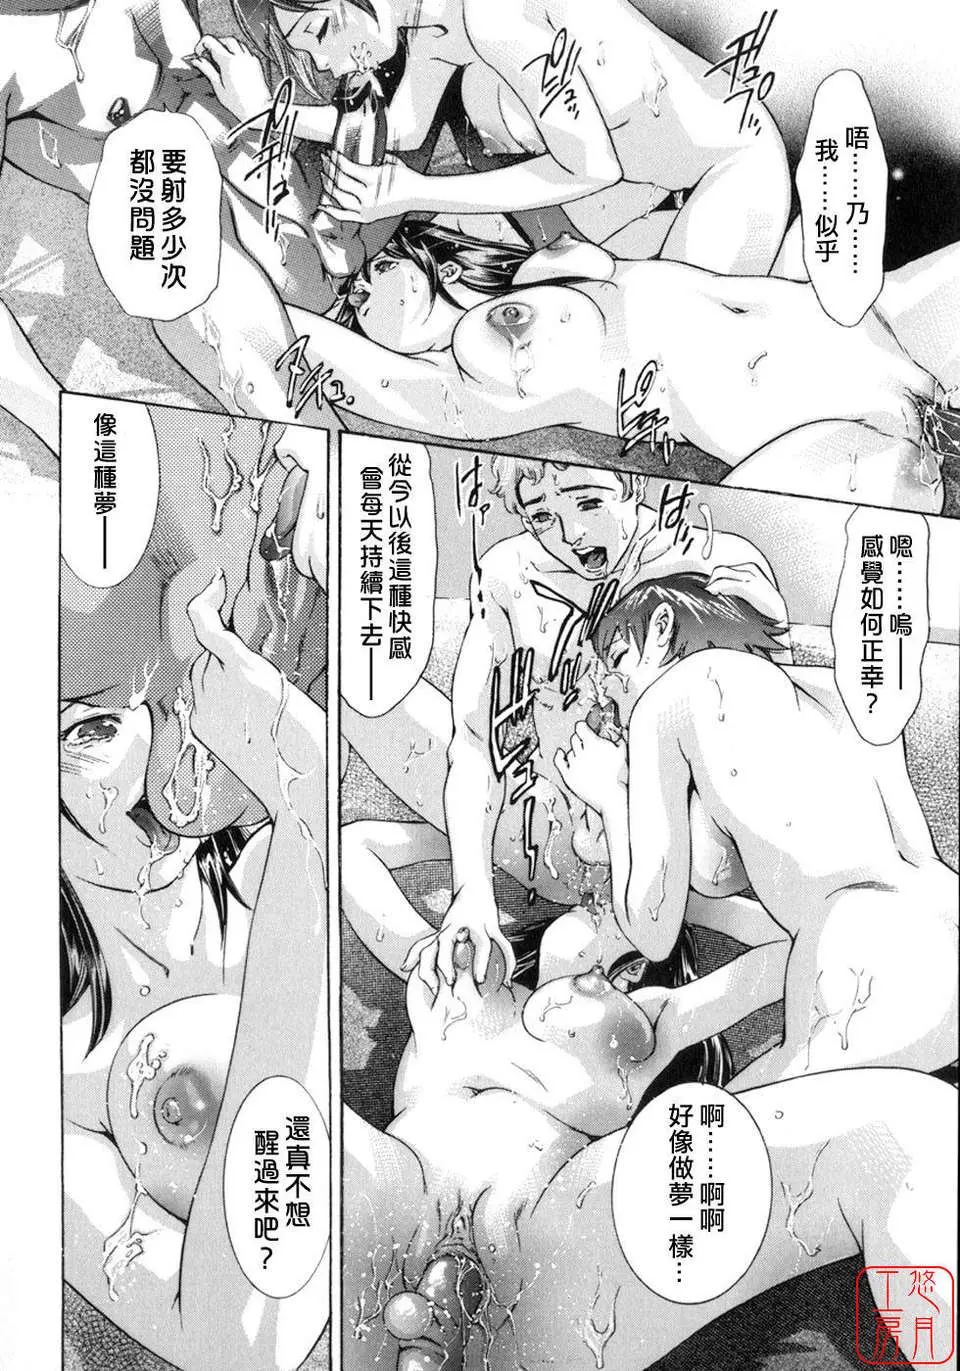 唔……乃……
我……似乎
要射多少次
都沒問題
嗯……嗚——
感覺如何正幸？
從今以後這種快感
會每天持續下去——
啊……啊啊
好像做夢一樣…
像這種夢——
還真不想
醒過來吧？
悠月工房